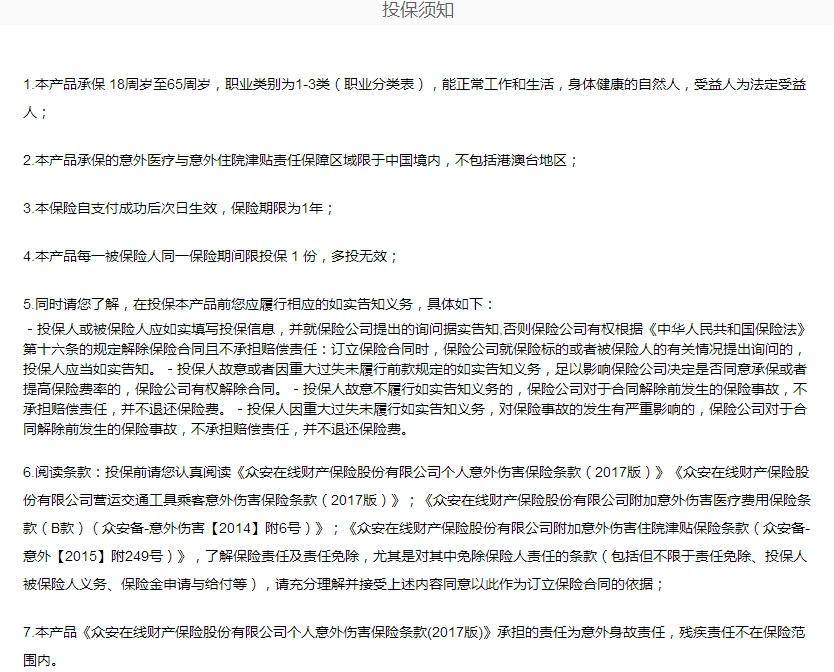 投保须知
1.本产品承保 18周岁至65周岁，职业类别为1-3类（职业分类表），能正常工作和生活，身体健康的自然人，受益人为法定受益
人；
2.本产品承保的意外医疗与意外住院津贴责任保障区域限于中国境内，不包括港澳台地区；
3.本保险自支付成功后次日生效，保险期限为1年；
4.本产品每一被保险人同一保险期间限投保 1 份，多投无效；
5.同时请您了解，在投保本产品前您应履行相应的如实告知义务，具体如下：
－投保人或被保险人应如实填写投保信息，并就保险公司提出的询问据实告知,否则保险公司有权根据《中华人民共和国保险法》
第十六条的规定解除保险合同且不承担赔偿责任：订立保险合同时，保险公司就保险标的或者被保险人的有关情况提出询问的，
投保人应当如实告知。－投保人故意或者因重大过失未履行前款规定的如实告知义务，足以影响保险公司决定是否同意承保或者
提高保险费率的，保险公司有权解除合同。－投保人故意不履行如实告知义务的，保险公司对于合同解除前发生的保险事故，不
承担赔偿责任，并不退还保险费。－投保人因重大过失未履行如实告知义务，对保险事故的发生有严重影响的，保险公司对于合
同解除前发生的保险事故，不承担赔偿责任，并不退还保险费。
6.阅读条款：投保前请您认真阅读《众安在线财产保险股份有限公司个人意外伤害保险条款（2017版）》《众安在线财产保险股
份有限公司营运交通工具乘客意外伤害保险条款（2017版）》；《众安在线财产保险股份有限公司附加意外伤害医疗费用保险条
款（B款）（众安备-意外伤害【2014】附6号）》；《众安在线财产保险股份有限公司附加意外伤害住院津贴保险条款（众安备-
意外【2015】附249号）》，了解保险责任及责任免除，尤其是对其中免除保险人责任的条款（包括但不限于责任免除、投保人
被保险人义务、保险金申请与给付等），请充分理解并接受上述内容同意以此作为订立保险合同的依据；
7.本产品《众安在线财产保险股份有限公司个人意外伤害保险条款(2017版)》承担的责任为意外身故责任，残疾责任不在保险范
围内。